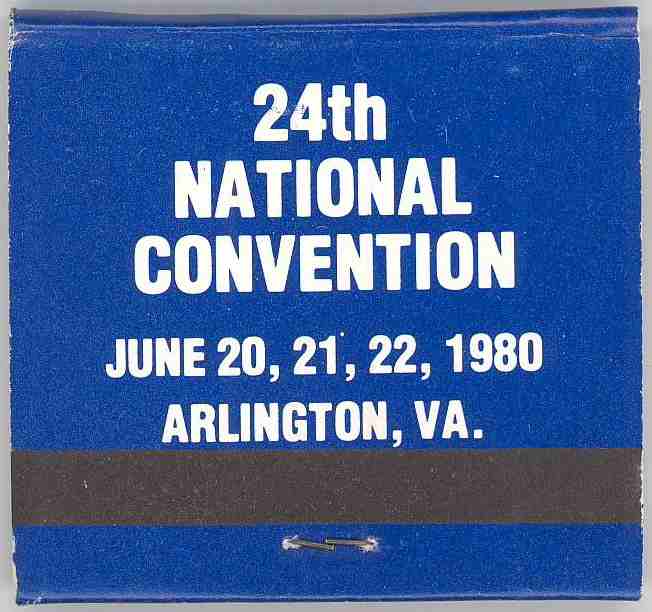 24th
NATIONAL
CONVENTION
JUNE 20, 21, 22, 1980
ARLINGTON, VA.